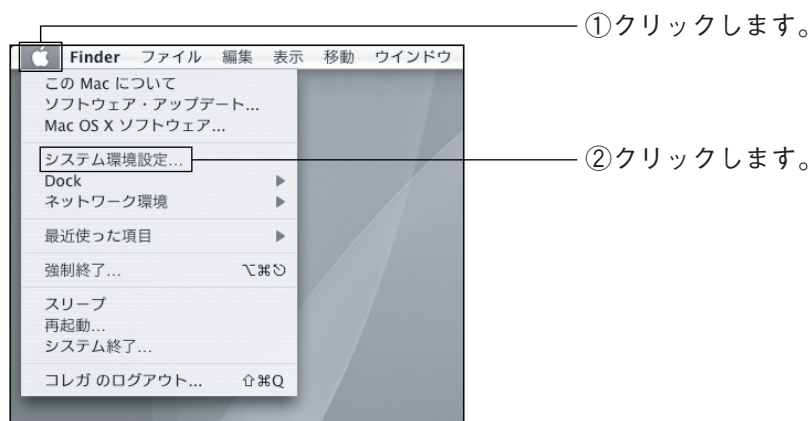 ①クリックします。
Finder ファイル 編集 表示 移動 ウインドウ
この Mac について
ソフトウェア・アップデート...
Mac OS X ソフトウェア...
システム環境設定...
②クリックします。
Dock ▶
ネットワーク環境 ▶
最近使った項目 ▶
強制終了... ⌥⌘⎋
スリープ
再起動...
システム終了...
コレガ のログアウト... ⇧⌘Q